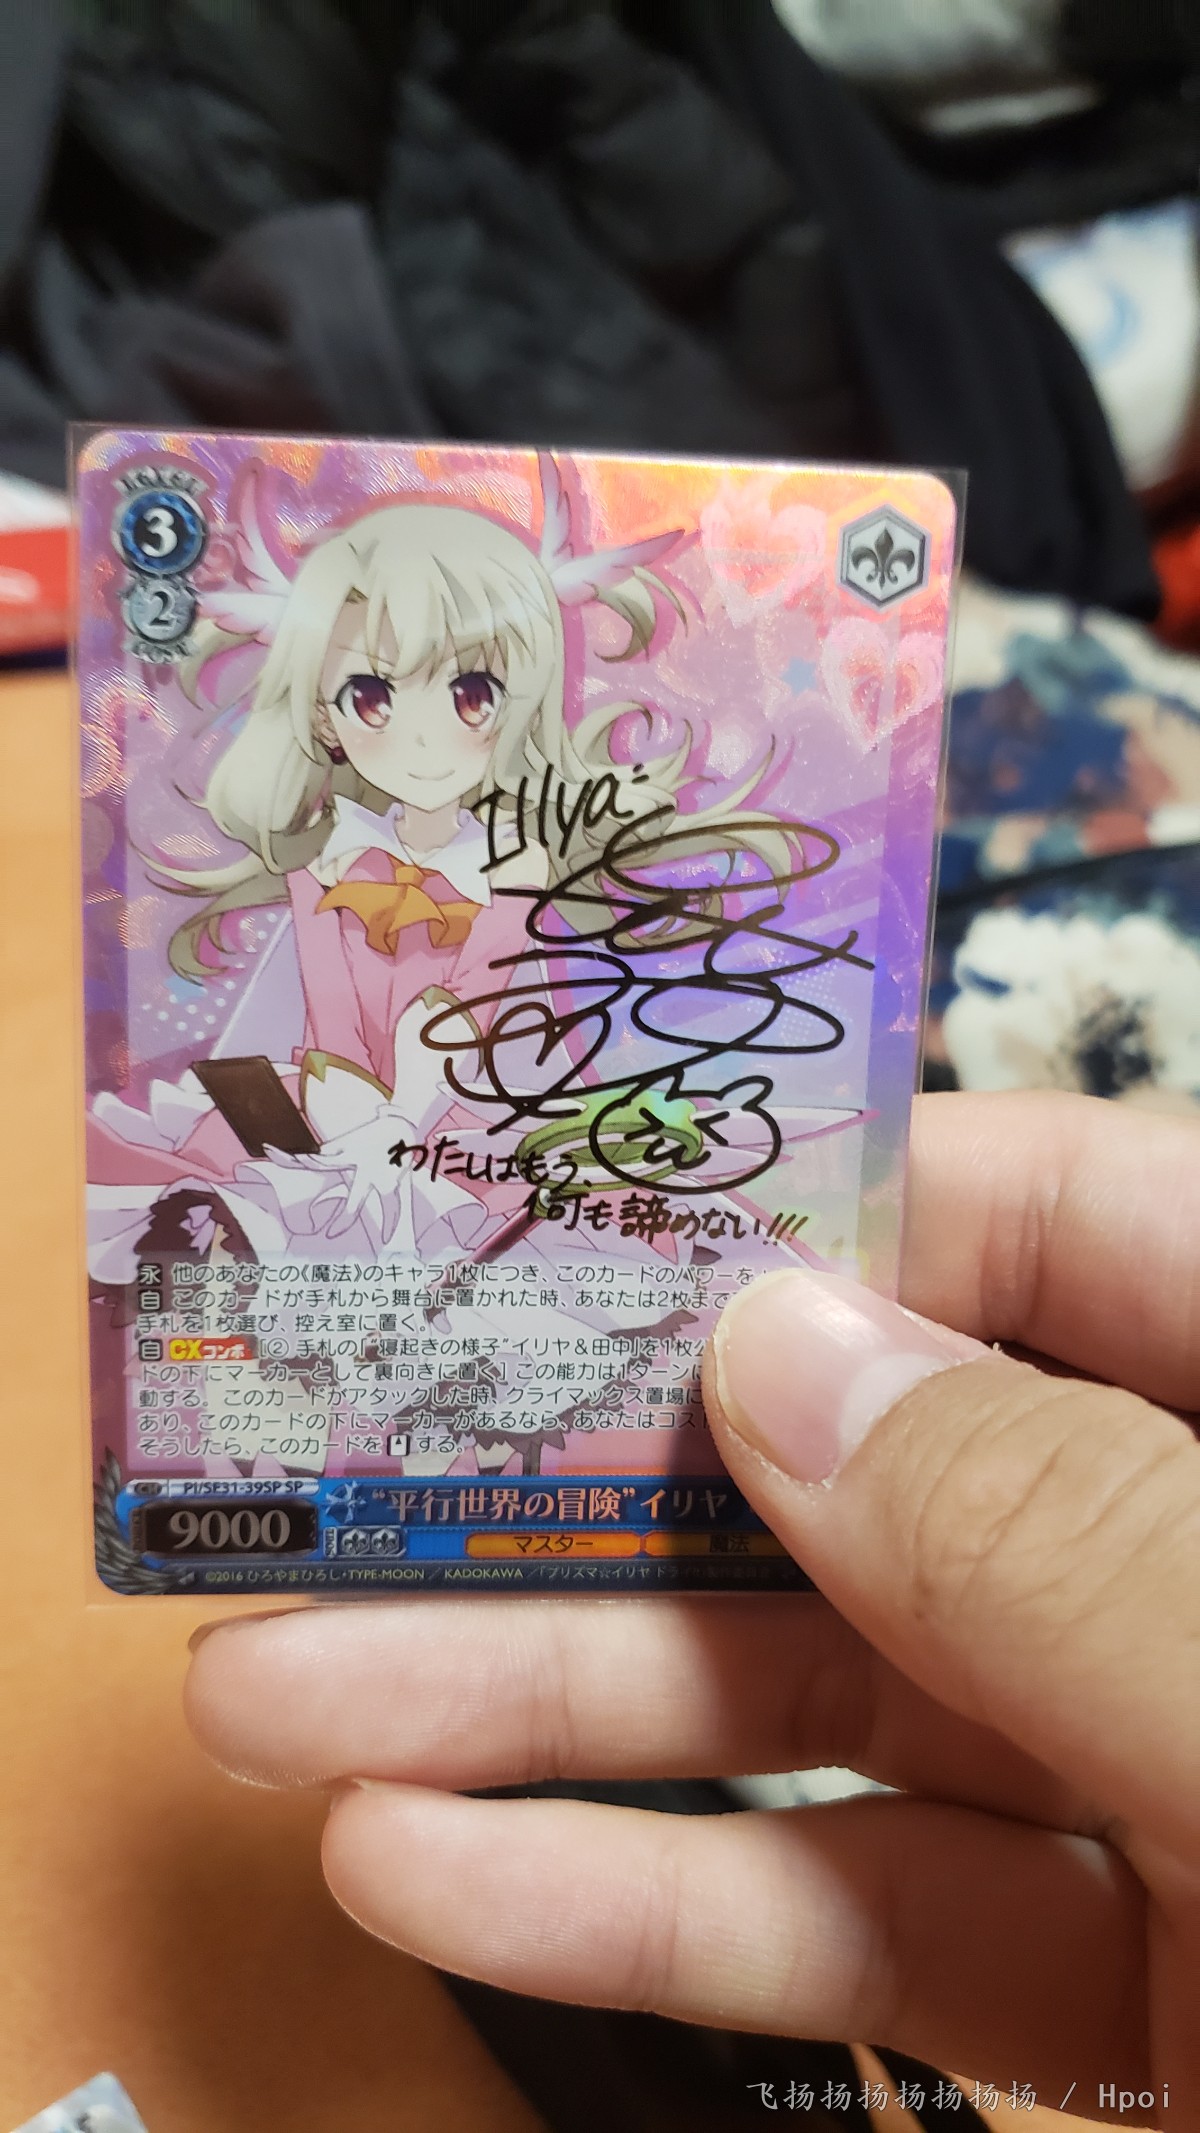 LEVEL
3
2
COST
Illya
わたしはもう、
何も諦めない!!!
永 他のあなたの《魔法》のキャラ1枚につき、このカードのパワーを
自 このカードが手札から舞台に置かれた時、あなたは2枚まで
手札を1枚選び、控え室に置く。
自 CXコンボ [② 手札の「“寝起きの様子”イリヤ＆田中」を1枚公
ドの下にマーカーとして裏向きに置く] この能力は1ターンに
動する。このカードがアタックした時、クライマックス置場に
あり、このカードの下にマーカーがあるなら、あなたはコスト
そうしたら、このカードを する。
CH PI/SE31-39SP SP
“平行世界の冒険”イリヤ
9000
マスター 魔法
©2016 ひろやまひろし・TYPE-MOON ／ KADOKAWA ／「プリズマ☆イリヤ ドライ!!」製作委員会
飞扬扬扬扬扬扬扬 / Hpoi